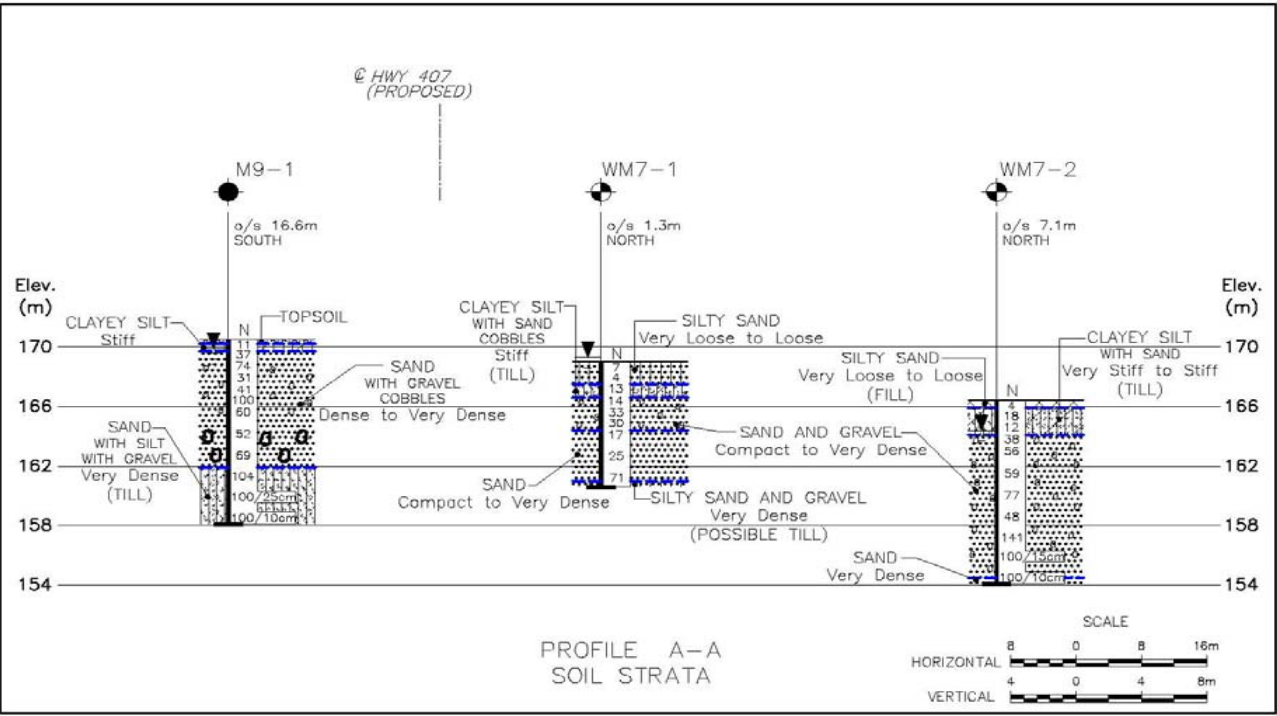 ℄ HWY 407
(PROPOSED)
M9-1
WM7-1
WM7-2
o/s 16.6m
SOUTH
o/s 1.3m
NORTH
o/s 7.1m
NORTH
Elev.
(m)
Elev.
(m)
170
166
162
158
154
170
166
162
158
154
CLAYEY SILT
Stiff
TOPSOIL
SAND
WITH GRAVEL
COBBLES
Dense to Very Dense
SAND
WITH SILT
WITH GRAVEL
Very Dense
(TILL)
N
11
37
74
31
41
100
60
52
69
104
100/25cm
100/10cm
CLAYEY SILT
WITH SAND
COBBLES
Stiff
(TILL)
SILTY SAND
Very Loose to Loose
N
7
4
13
14
33
30
17
25
71
SAND
Compact to Very Dense
SAND AND GRAVEL
Compact to Very Dense
SILTY SAND AND GRAVEL
Very Dense
(POSSIBLE TILL)
SILTY SAND
Very Loose to Loose
(FILL)
CLAYEY SILT
WITH SAND
Very Stiff to Stiff
(TILL)
N
4
18
12
38
56
59
77
48
141
100/15cm
100/10cm
SAND
Very Dense
PROFILE A-A
SOIL STRATA
SCALE
8 0 8 16m
HORIZONTAL
4 0 4 8m
VERTICAL